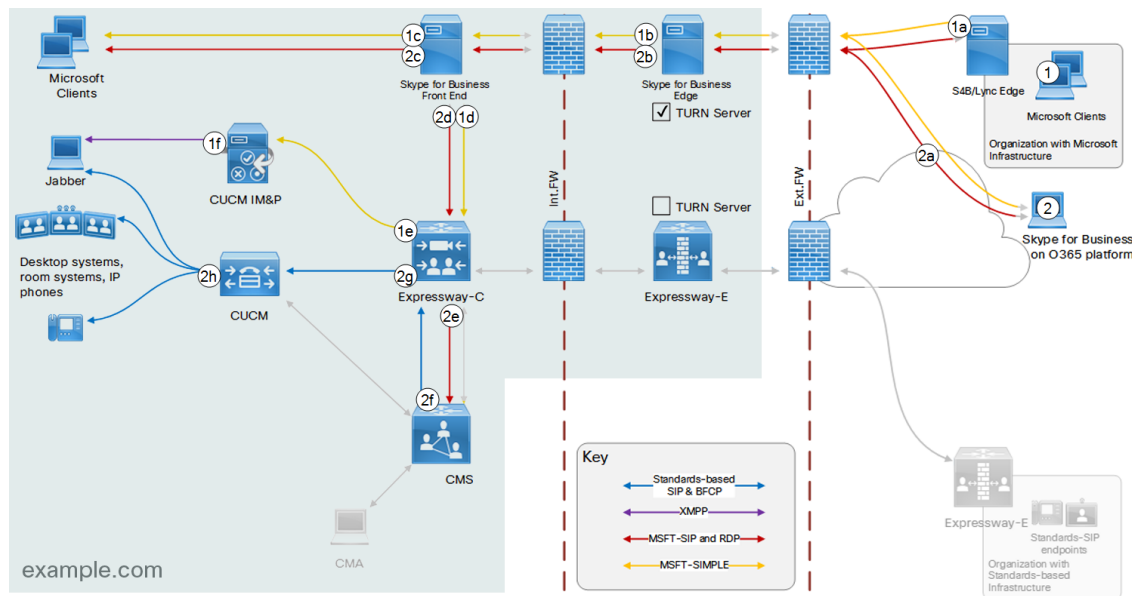 1c
1b
1a
2c
2b
1
Microsoft
Clients
Skype for Business
Front End
Skype for Business
Edge
S4B/Lync Edge
Microsoft Clients
TURN Server
2d
1d
Organization with Microsoft
Infrastructure
1f
2a
Jabber
CUCM IM&P
Int.FW
Ext.FW
TURN Server
2
1e
Skype for Business
on O365 platform
Desktop systems,
room systems, IP
phones
2h
2g
Expressway-C
Expressway-E
CUCM
2e
2f
CMS
Key
Standards-based
SIP & BFCP
XMPP
MSFT-SIP and RDP
MSFT-SIMPLE
CMA
Expressway-E
Standards-SIP
endpoints
Organization with
Standards-based
Infrastructure
example.com